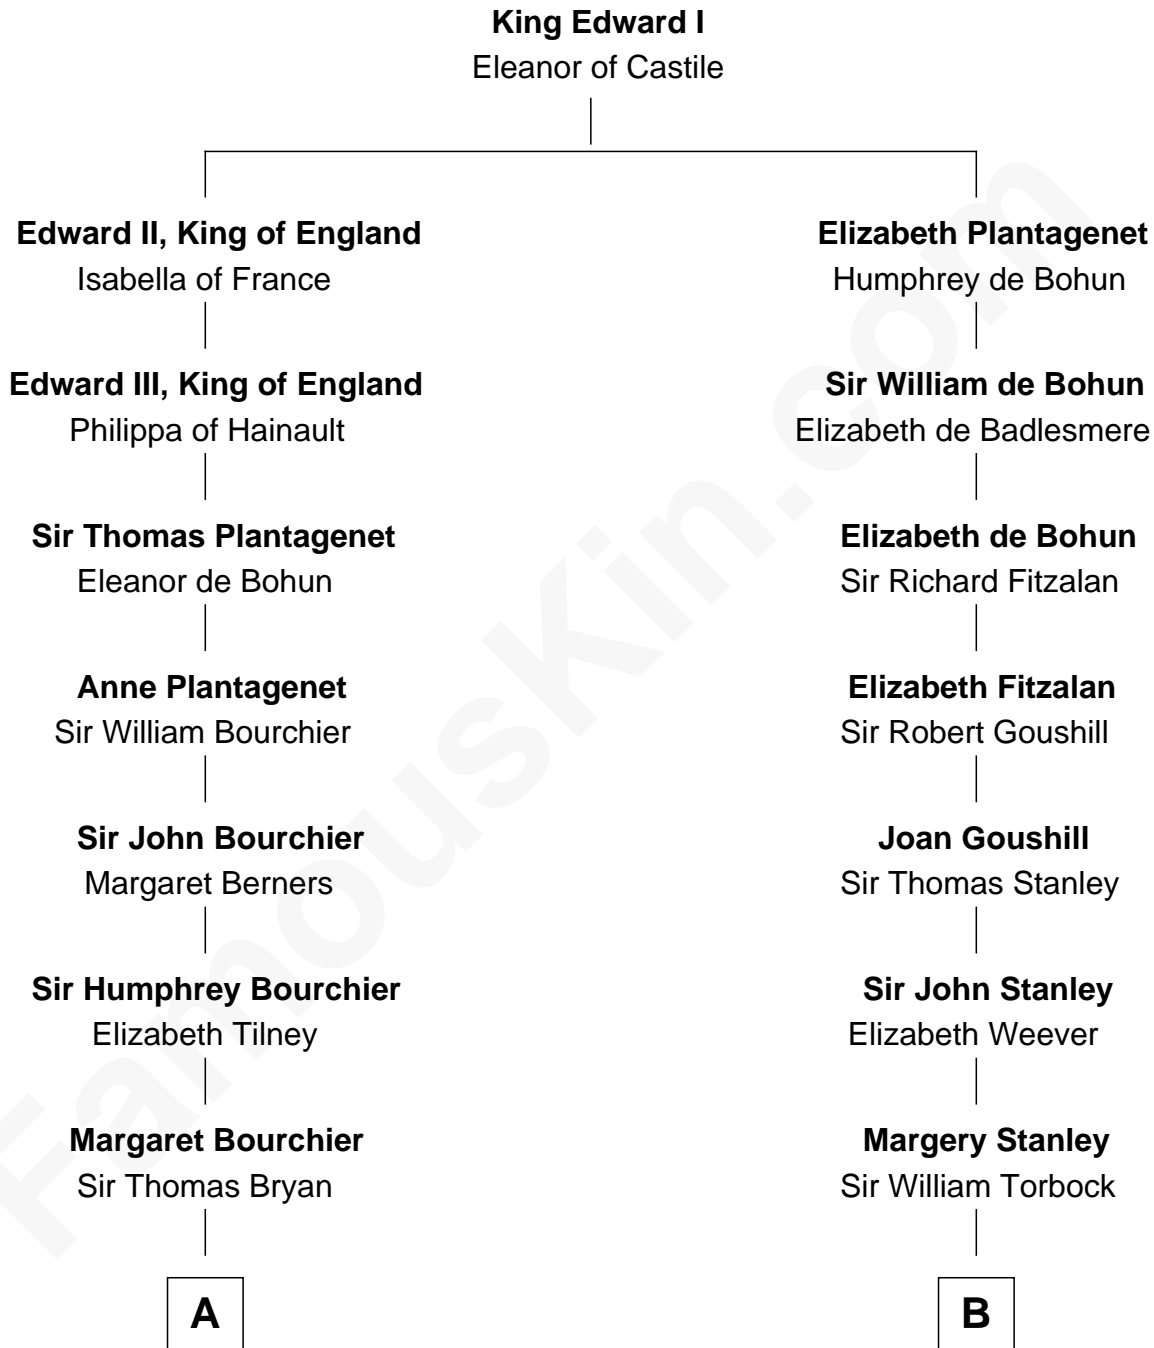 King Edward I
Eleanor of Castile
Edward II, King of England
Isabella of France
Elizabeth Plantagenet
Humphrey de Bohun
Edward III, King of England
Philippa of Hainault
Sir William de Bohun
Elizabeth de Badlesmere
Sir Thomas Plantagenet
Eleanor de Bohun
Elizabeth de Bohun
Sir Richard Fitzalan
Anne Plantagenet
Sir William Bourchier
Elizabeth Fitzalan
Sir Robert Goushill
Sir John Bourchier
Margaret Berners
Joan Goushill
Sir Thomas Stanley
Sir Humphrey Bourchier
Elizabeth Tilney
Sir John Stanley
Elizabeth Weever
Margaret Bourchier
Sir Thomas Bryan
Margery Stanley
Sir William Torbock
A
B
FamousKin.com